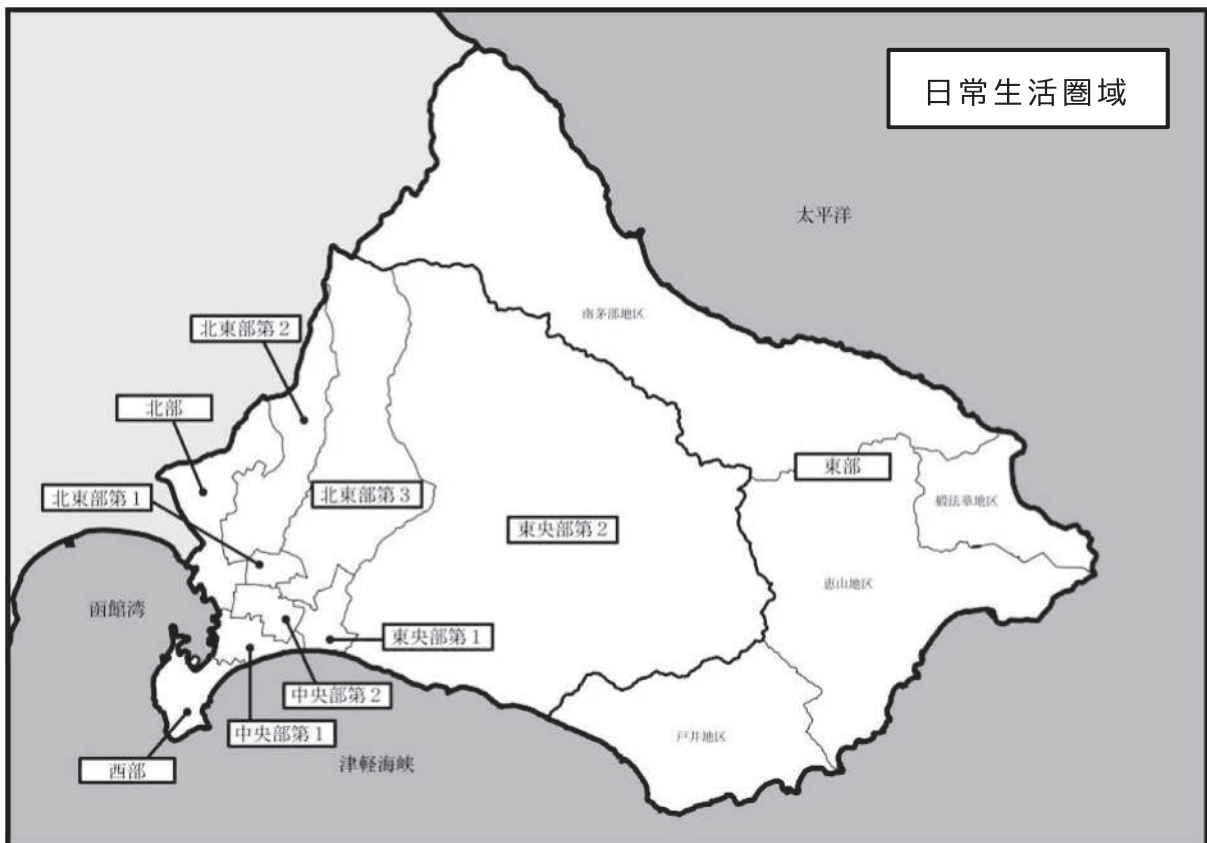 日常生活圏域
太平洋
南茅部地区
北東部第２
北部
東部
北東部第１
北東部第３
椴法華地区
東央部第２
恵山地区
函館湾
東央部第１
中央部第２
中央部第１
戸井地区
津軽海峡
西部